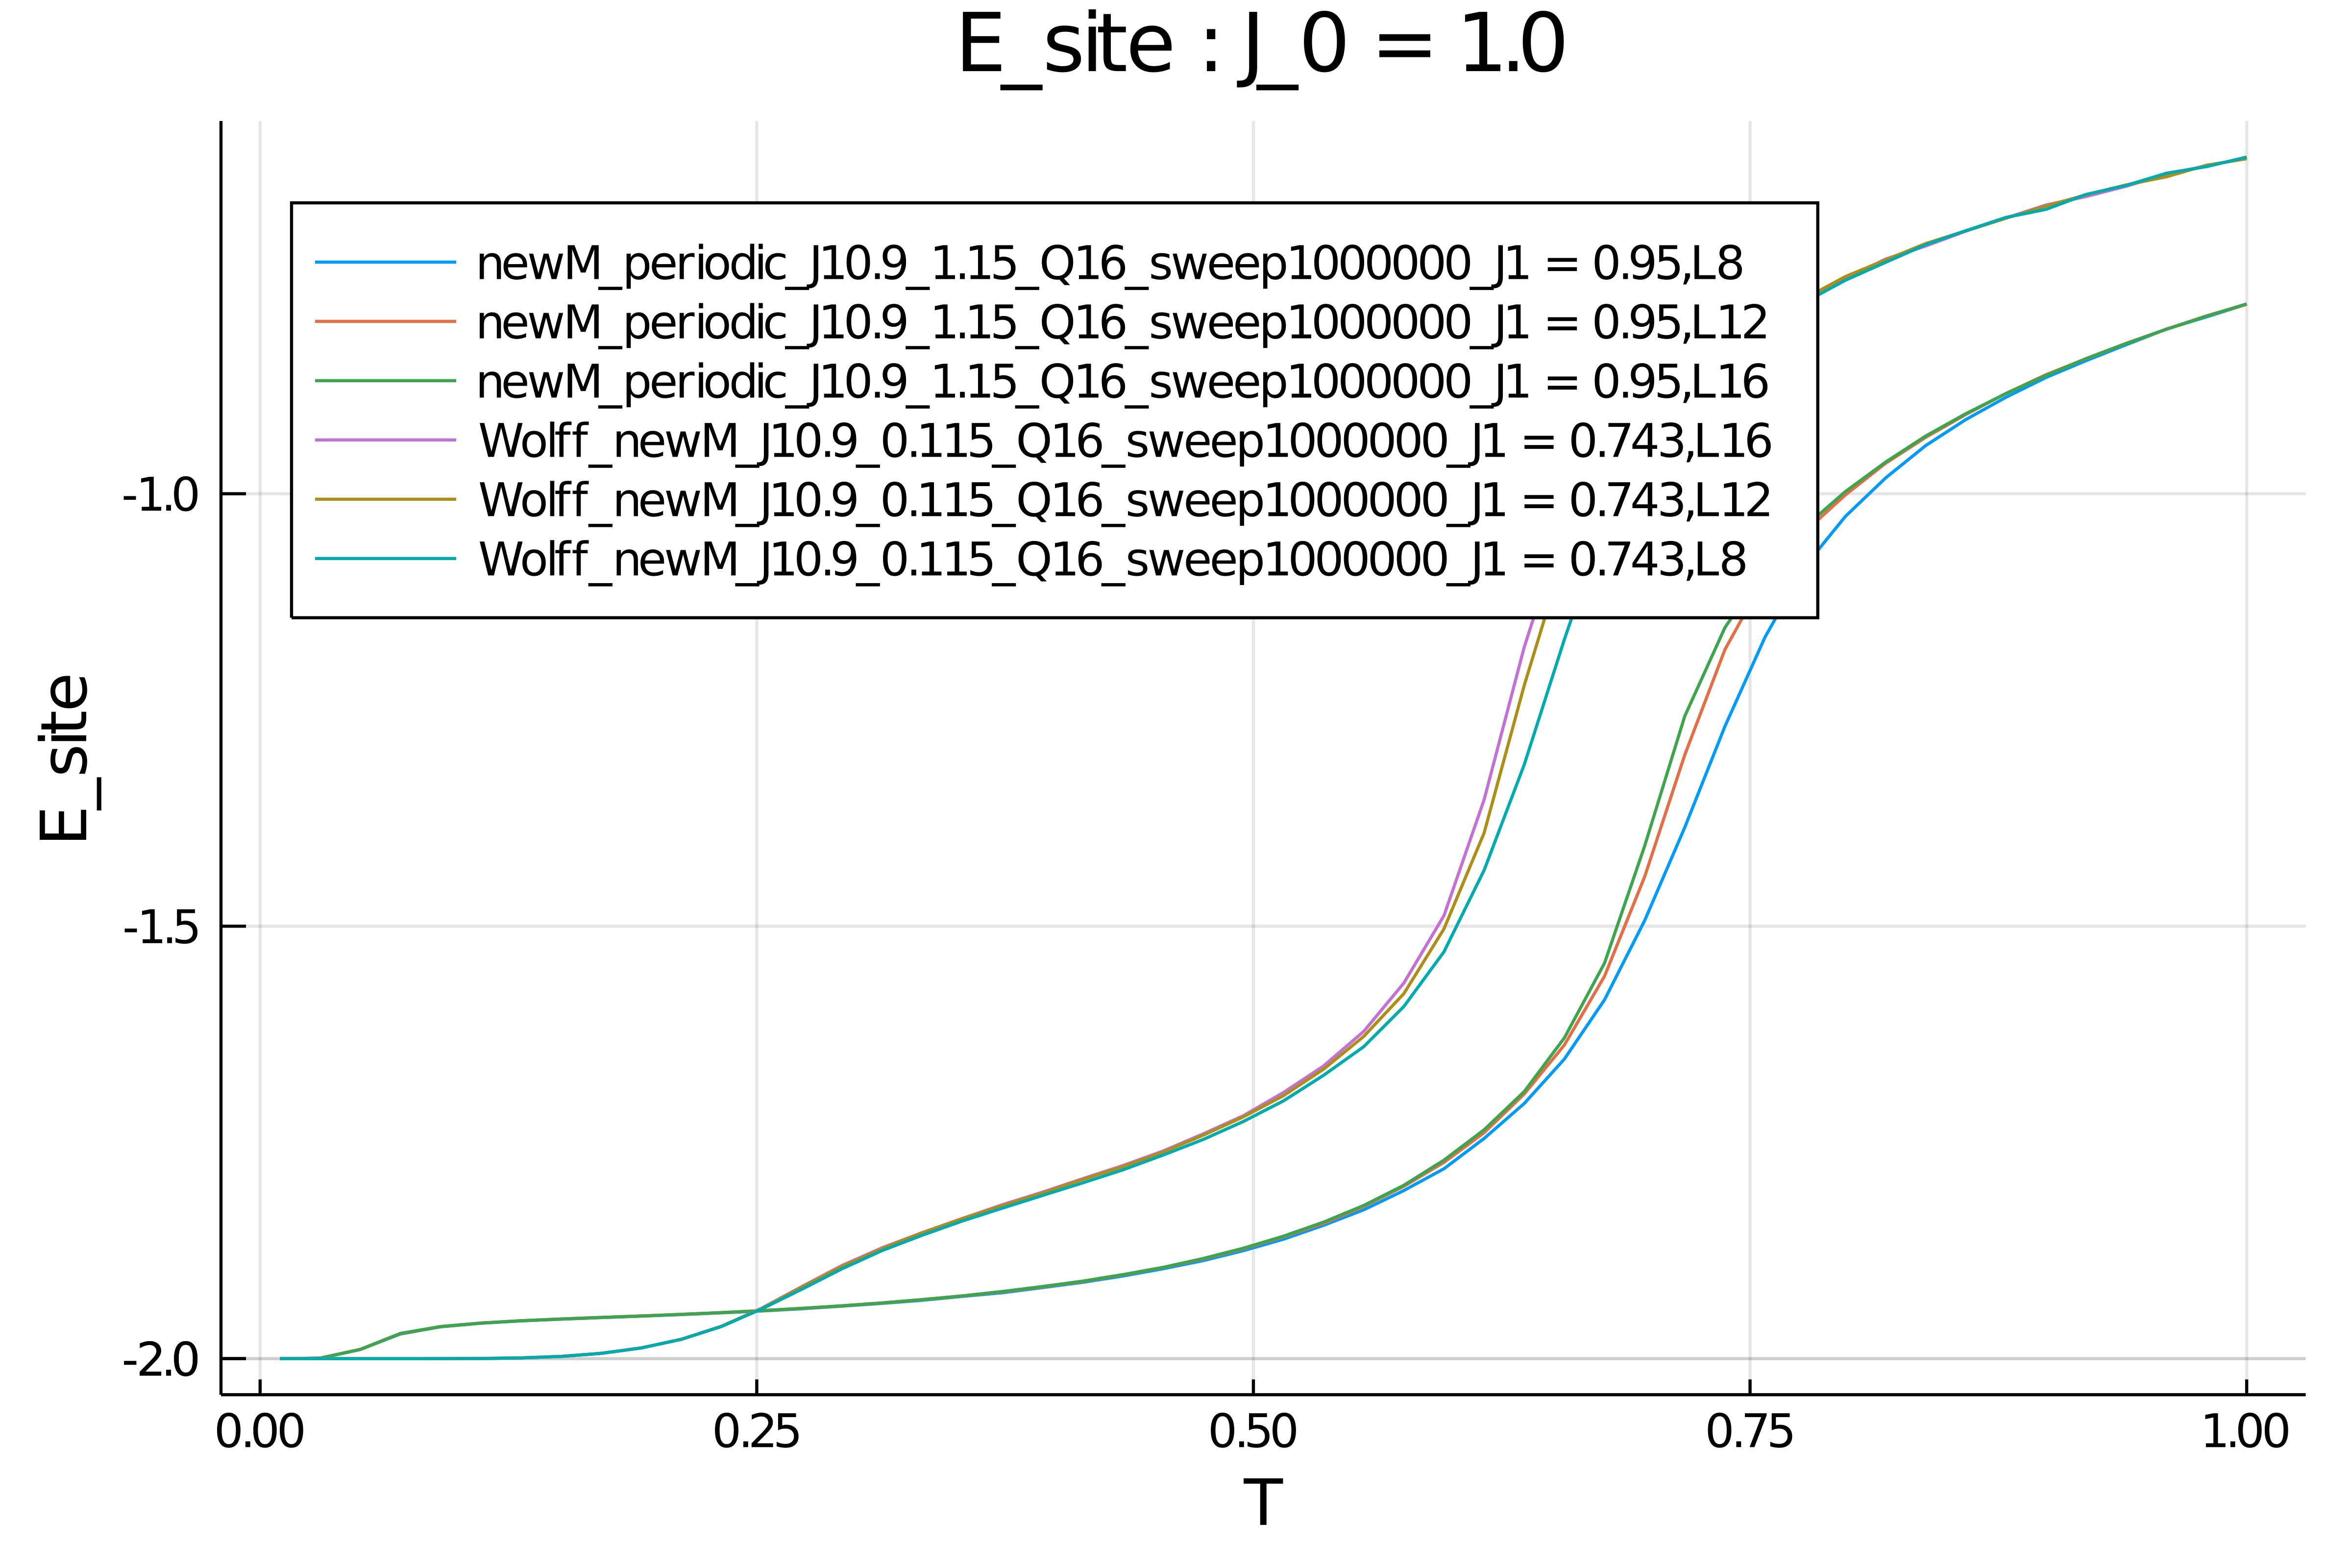 E_site : J_0 = 1.0
newM_periodic_J10.9_1.15_Q16_sweep1000000_J1 = 0.95,L8
newM_periodic_J10.9_1.15_Q16_sweep1000000_J1 = 0.95,L12
newM_periodic_J10.9_1.15_Q16_sweep1000000_J1 = 0.95,L16
Wolff_newM_J10.9_0.115_Q16_sweep1000000_J1 = 0.743,L16
Wolff_newM_J10.9_0.115_Q16_sweep1000000_J1 = 0.743,L12
Wolff_newM_J10.9_0.115_Q16_sweep1000000_J1 = 0.743,L8
E_site
-1.0
-1.5
-2.0
0.00 0.25 0.50 0.75 1.00
T